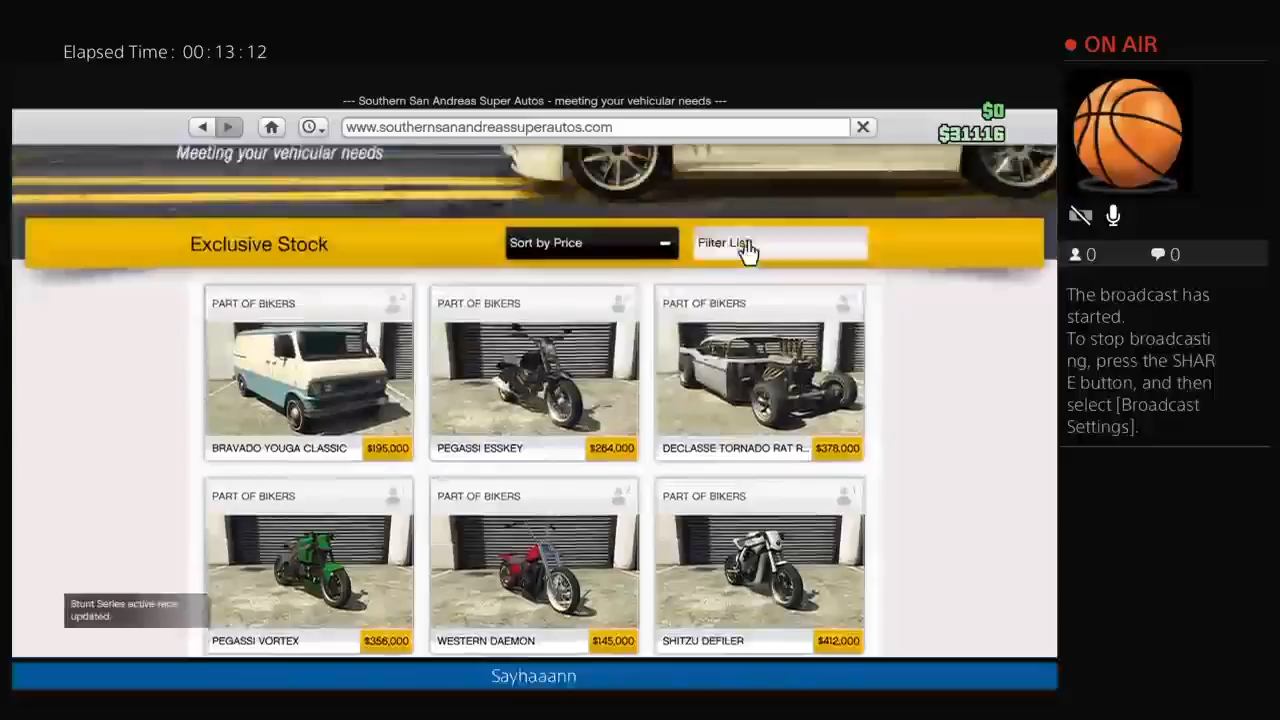 Elapsed Time: 00:13:12
ON AIR
--- Southern San Andreas Super Autos - meeting your vehicular needs ---
www.southernsanandreassuperautos.com
$0
$31116
Meeting your vehicular needs
Exclusive Stock
Sort by Price
Filter List
0
0
The broadcast has
started.
To stop broadcasti
ng, press the SHAR
E button, and then
select [Broadcast
Settings].
PART OF BIKERS
PART OF BIKERS
PART OF BIKERS
BRAVADO YOUGA CLASSIC $195,000
PEGASSI ESSKEY $264,000
DECLASSE TORNADO RAT R... $378,000
PART OF BIKERS
PART OF BIKERS
PART OF BIKERS
Stunt Series active race
updated.
PEGASSI VORTEX $356,000
WESTERN DAEMON $145,000
SHITZU DEFILER $412,000
Sayhaaann